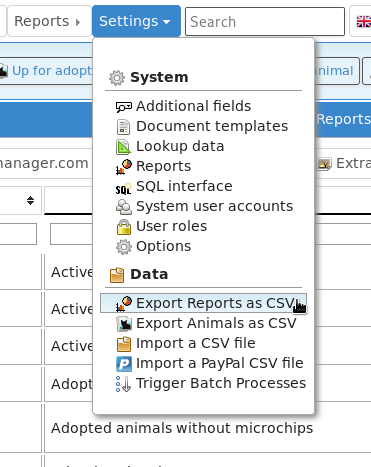 Reports
Settings
Search
Up for adopt
nimal
Reports
manager.com
Extra
System
Additional fields
Document templates
Lookup data
Reports
SQL interface
System user accounts
User roles
Options
Data
Export Reports as CSV
Export Animals as CSV
Import a CSV file
Import a PayPal CSV file
Trigger Batch Processes
Active
Active
Active
Adopt
Adopted animals without microchips